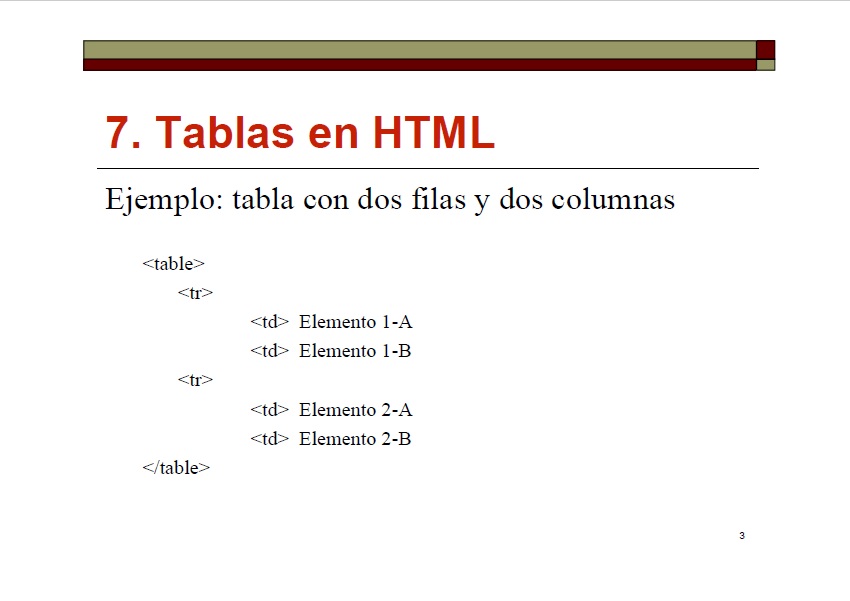 7. Tablas en HTML
Ejemplo: tabla con dos filas y dos columnas
<table>
<tr>
<td> Elemento 1-A
<td> Elemento 1-B
<tr>
<td> Elemento 2-A
<td> Elemento 2-B
</table>
3